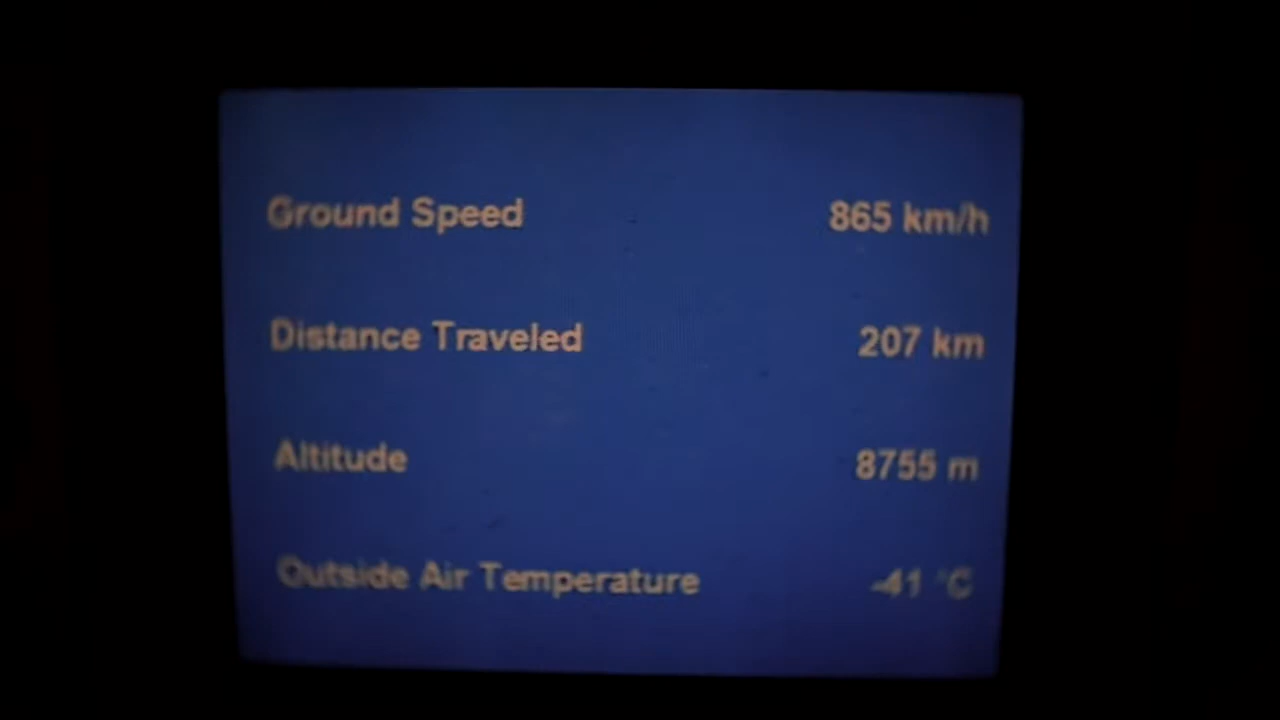 Ground Speed 865 km/h
Distance Traveled 207 km
Altitude 8755 m
Outside Air Temperature -41 °C